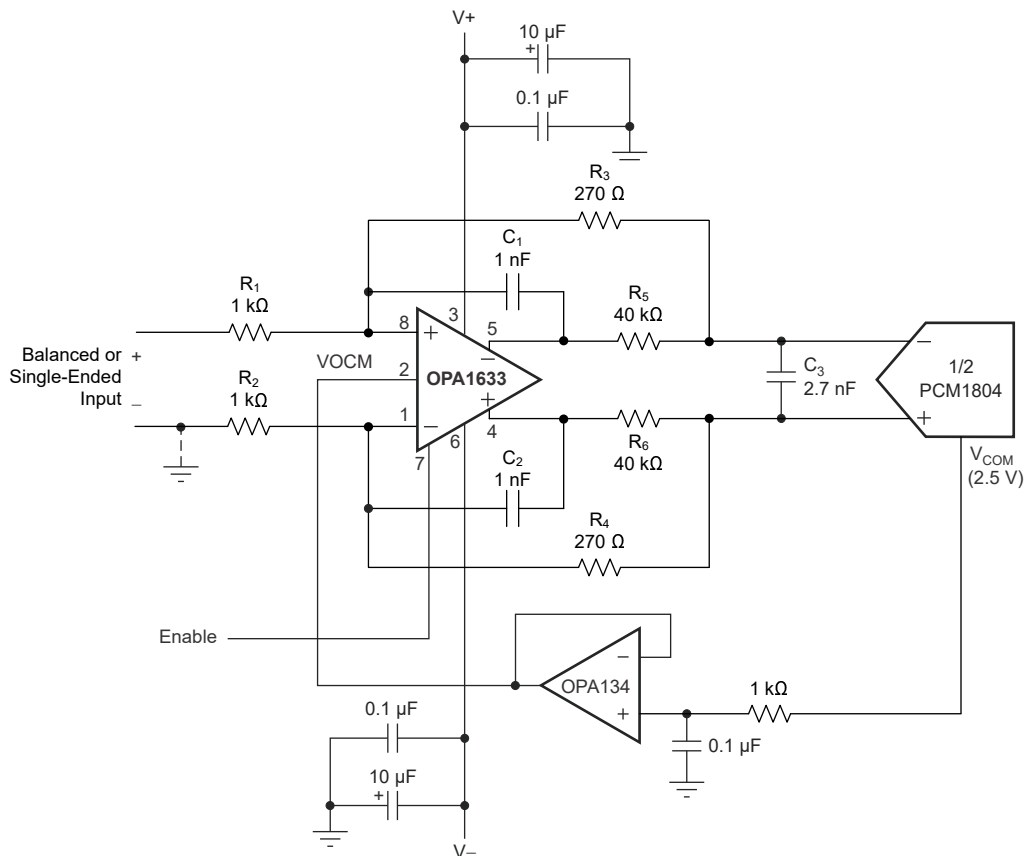 V+
10 µF
+
0.1 µF
R3
270 Ω
C1
1 nF
R1
1 kΩ
R5
40 kΩ
8
+
3
5
−
Balanced or
Single-Ended
Input
+
−
VOCM
2
OPA1633
R2
1 kΩ
1
−
6
+
4
7
C3
2.7 nF
−
1/2
PCM1804
+
R6
40 kΩ
C2
1 nF
VCOM
(2.5 V)
R4
270 Ω
Enable
−
OPA134
+
1 kΩ
0.1 µF
0.1 µF
10 µF
+
V−